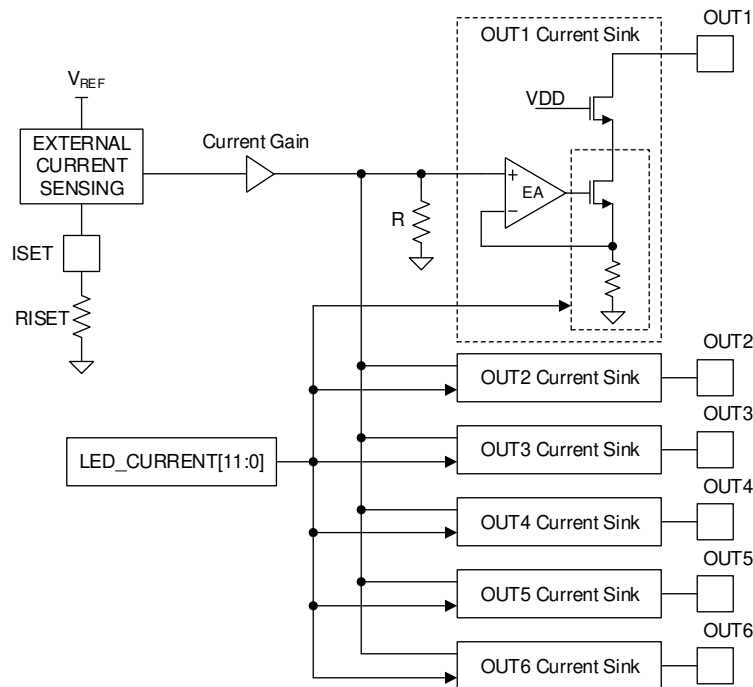 OUT1
OUT1 Current Sink
VREF
VDD
EXTERNAL
CURRENT
SENSING
Current Gain
+
EA
−
R
ISET
RISET
OUT2
OUT2 Current Sink
OUT3
OUT3 Current Sink
LED_CURRENT[11:0]
OUT4
OUT4 Current Sink
OUT5
OUT5 Current Sink
OUT6
OUT6 Current Sink